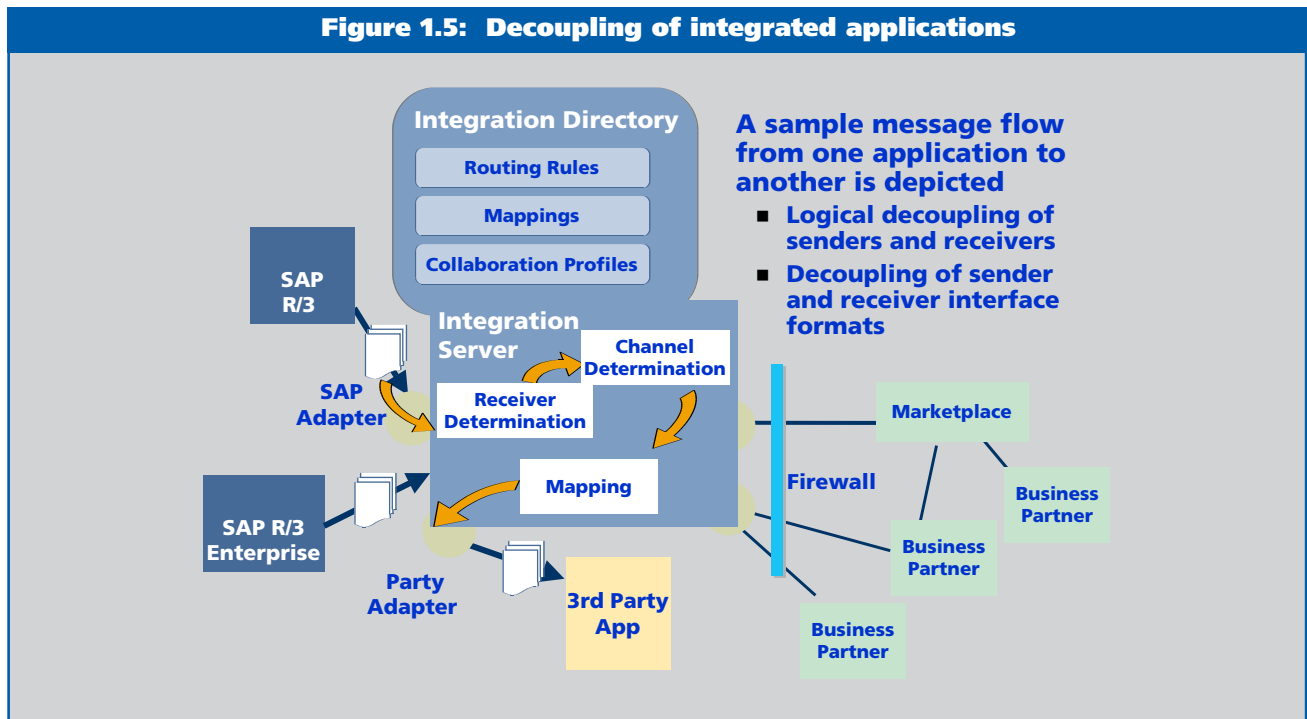 Figure 1.5: Decoupling of integrated applications
Integration Directory
Routing Rules
Mappings
Collaboration Profiles
A sample message flow
from one application to
another is depicted
■ Logical decoupling of
senders and receivers
■ Decoupling of sender
and receiver interface
formats
SAP
R/3
Integration
Server
Channel
Determination
SAP
Adapter
Receiver
Determination
Marketplace
Mapping
Firewall
Business
Partner
SAP R/3
Enterprise
Business
Partner
Party
Adapter
3rd Party
App
Business
Partner